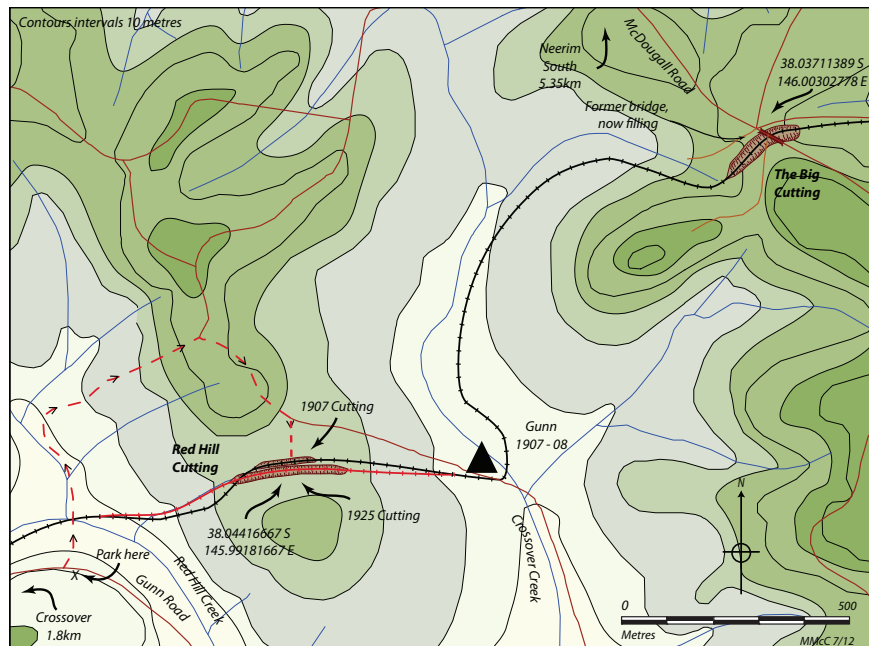 Contours intervals 10 metres
McDougall Road
Neerim
South
5.35km
38.03711389 S
146.00302778 E
Former bridge,
now filling
The Big
Cutting
1907 Cutting
Gunn
1907 - 08
Red Hill
Cutting
38.04416667 S
145.99181667 E
1925 Cutting
N
Park here
X
Gunn Road
Red Hill Creek
Crossover Creek
Crossover
1.8km
0
500
Metres
MMcC 7/12